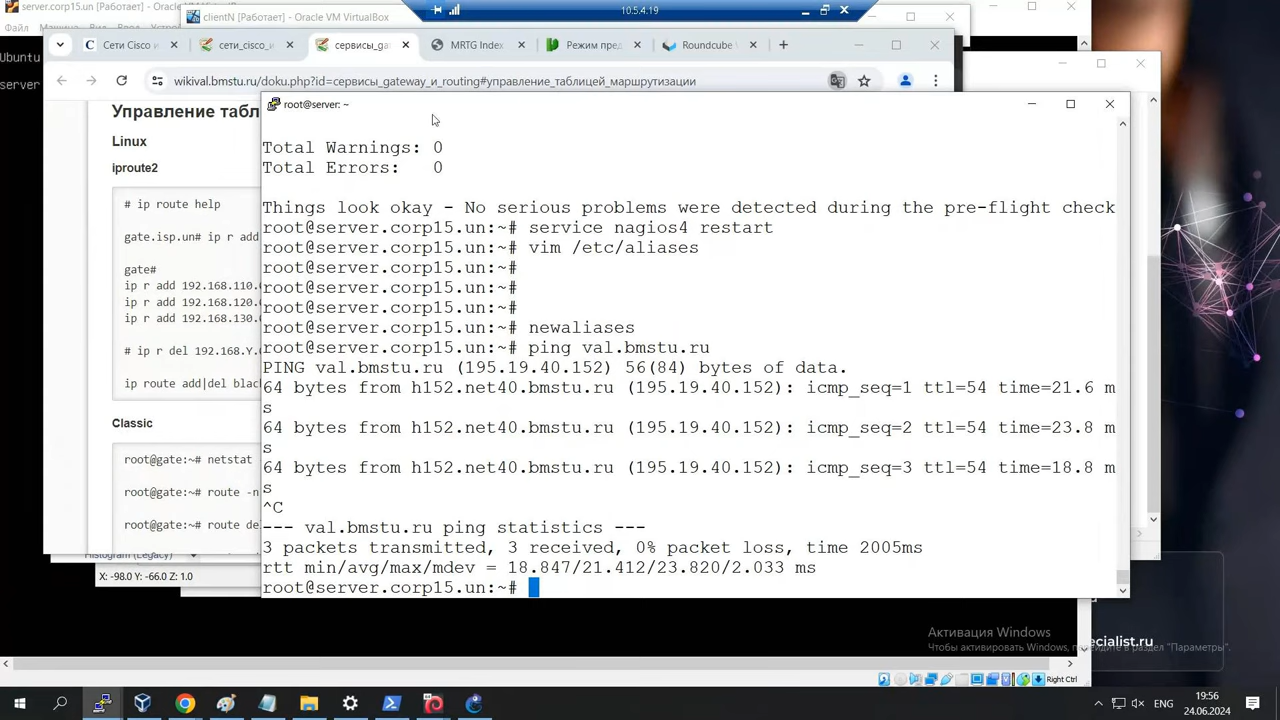 server.corp15.un [Работает] - Oracle VM VirtualBox
clientN [Работает] - Oracle VM VirtualBox
10.5.4.19
Файл
Сети Cisco и
сети_cisco
сервисы_ga
MRTG Index
Режим пред
Roundcube
wikival.bmstu.ru/doku.php?id=сервисы_gateway_и_routing#управление_таблицей_маршрутизации
Ubuntu
server
Управление табл
Linux
iproute2
# ip route help
gate.isp.un# ip r add
gate#
ip r add 192.168.110.
ip r add 192.168.120.
ip r add 192.168.130.
# ip r del 192.168.Y.
ip route add|del blac
Classic
root@gate:~# netstat
root@gate:~# route -n
root@gate:~# route de
root@server: ~
Total Warnings: 0
Total Errors:   0
Things look okay - No serious problems were detected during the pre-flight check
root@server.corp15.un:~# service nagios4 restart
root@server.corp15.un:~# vim /etc/aliases
root@server.corp15.un:~#
root@server.corp15.un:~#
root@server.corp15.un:~#
root@server.corp15.un:~# newaliases
root@server.corp15.un:~# ping val.bmstu.ru
PING val.bmstu.ru (195.19.40.152) 56(84) bytes of data.
64 bytes from h152.net40.bmstu.ru (195.19.40.152): icmp_seq=1 ttl=54 time=21.6 m
s
64 bytes from h152.net40.bmstu.ru (195.19.40.152): icmp_seq=2 ttl=54 time=23.8 m
s
64 bytes from h152.net40.bmstu.ru (195.19.40.152): icmp_seq=3 ttl=54 time=18.8 m
s
^C
--- val.bmstu.ru ping statistics ---
3 packets transmitted, 3 received, 0% packet loss, time 2005ms
rtt min/avg/max/mdev = 18.847/21.412/23.820/2.033 ms
root@server.corp15.un:~#
Histogram (Legacy)
X: -98.0 Y: -66.0 Z: 1.0
Активация Windows
Чтобы активировать Windows, перейдите в раздел "Параметры".
ecialist.ru
Right Ctrl
ENG
19:56
24.06.2024